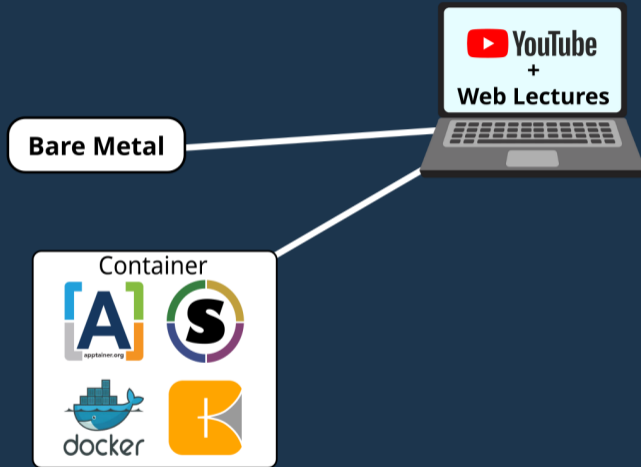 YouTube
+
Web Lectures
Bare Metal
Container
A
apptainer.org
S
docker